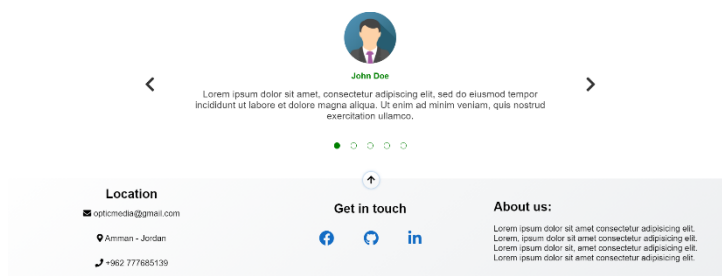 John Doe
Lorem ipsum dolor sit amet, consectetur adipiscing elit, sed do eiusmod tempor
incididunt ut labore et dolore magna aliqua. Ut enim ad minim veniam, quis nostrud
exercitation ullamco.
Location
opticmedia@gmail.com
Amman - Jordan
+962 777685139
Get in touch
About us:
Lorem ipsum dolor sit amet consectetur adipisicing elit.
Lorem, ipsum dolor sit amet consectetur adipisicing elit.
Lorem, ipsum dolor sit amet consectetur adipisicing elit.
Lorem ipsum dolor sit amet consectetur adipisicing elit.